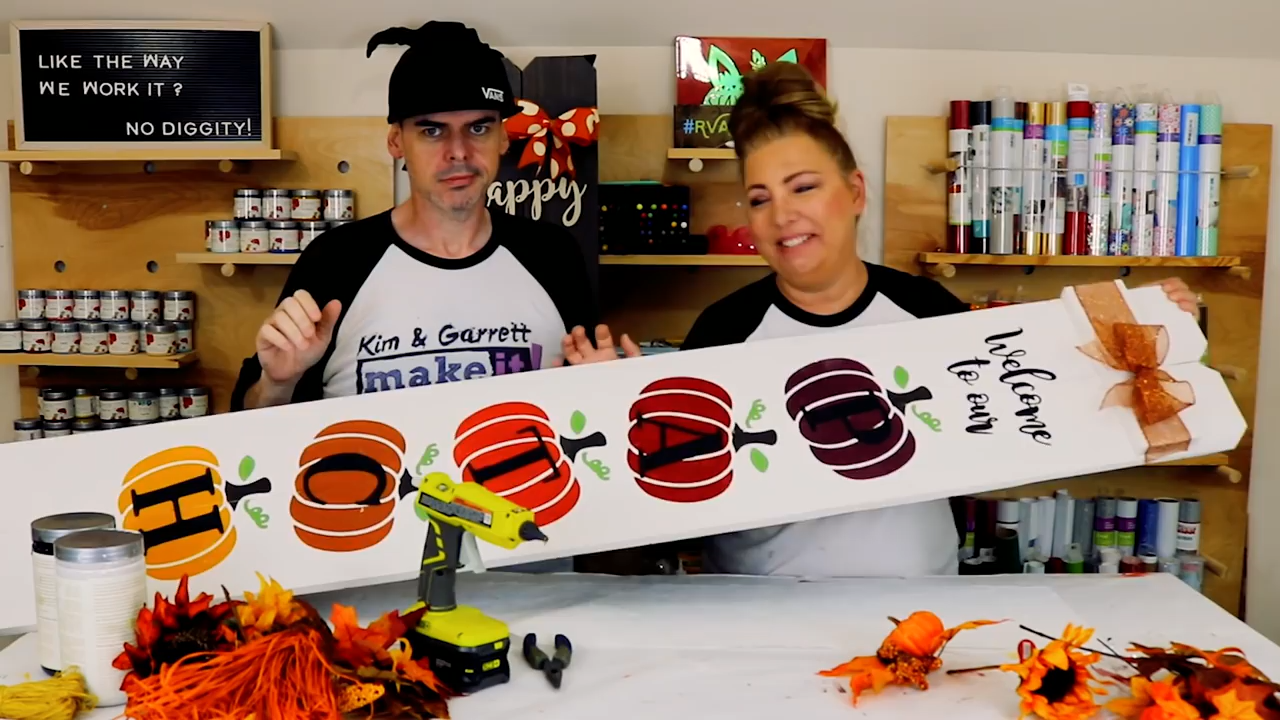 LIKE THE WAY
WE WORK IT ?
NO DIGGITY!
VANS
appy
#RVA
Kim & Garrett
make it!
Welcome
to our
P
A
T
C
H